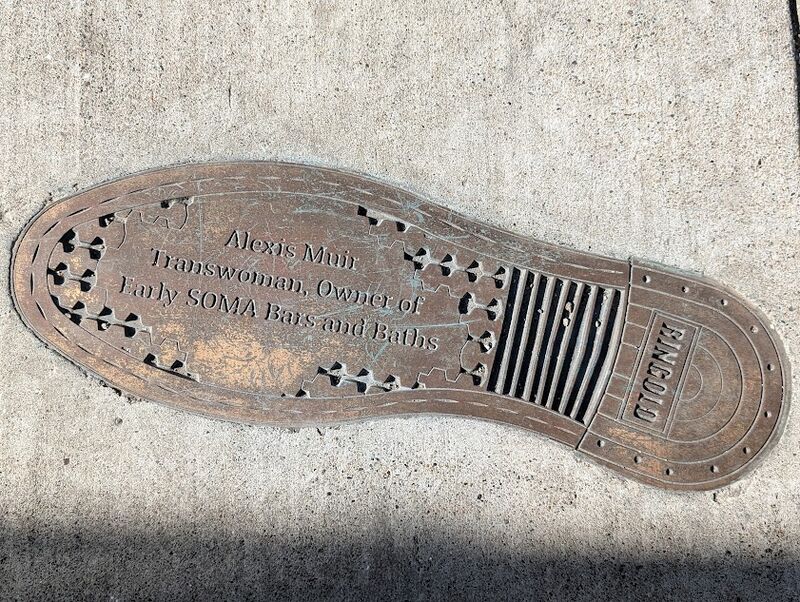 Alexis Muir
Transwoman, Owner of
Early SOMA Bars and Baths
RINGOLD